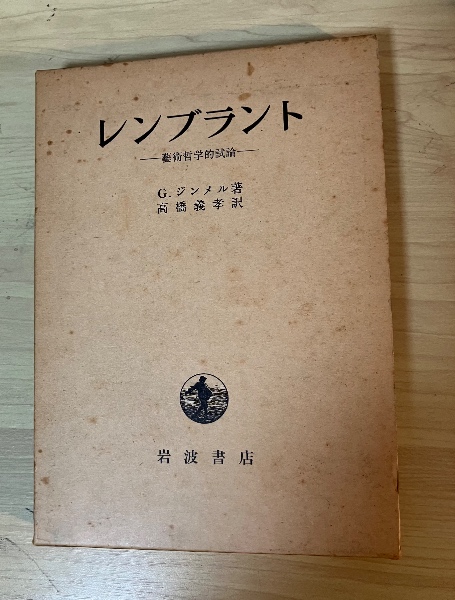 レンブラント
―藝術哲学的試論―
G. ジンメル著
高橋義孝訳
岩波書店